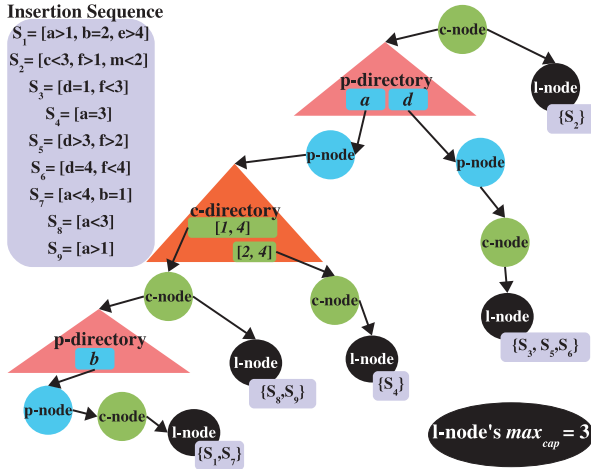 Insertion Sequence
S1= [a>1, b=2, e>4]
S2= [c<3, f>1, m<2]
S3= [d=1, f<3]
S4= [a=3]
S5= [d>3, f>2]
S6= [d=4, f<4]
S7= [a<4, b=1]
S8= [a<3]
S9= [a>1]
c-node
p-directory
a d
l-node
{S2}
p-node
p-node
c-directory
[1, 4]
[2, 4]
c-node
c-node
c-node
p-directory
b
l-node
{S8,S9}
l-node
{S4}
l-node
{S3, S5,S6}
p-node
c-node
l-node
{S1,S7}
l-node's maxcap = 3